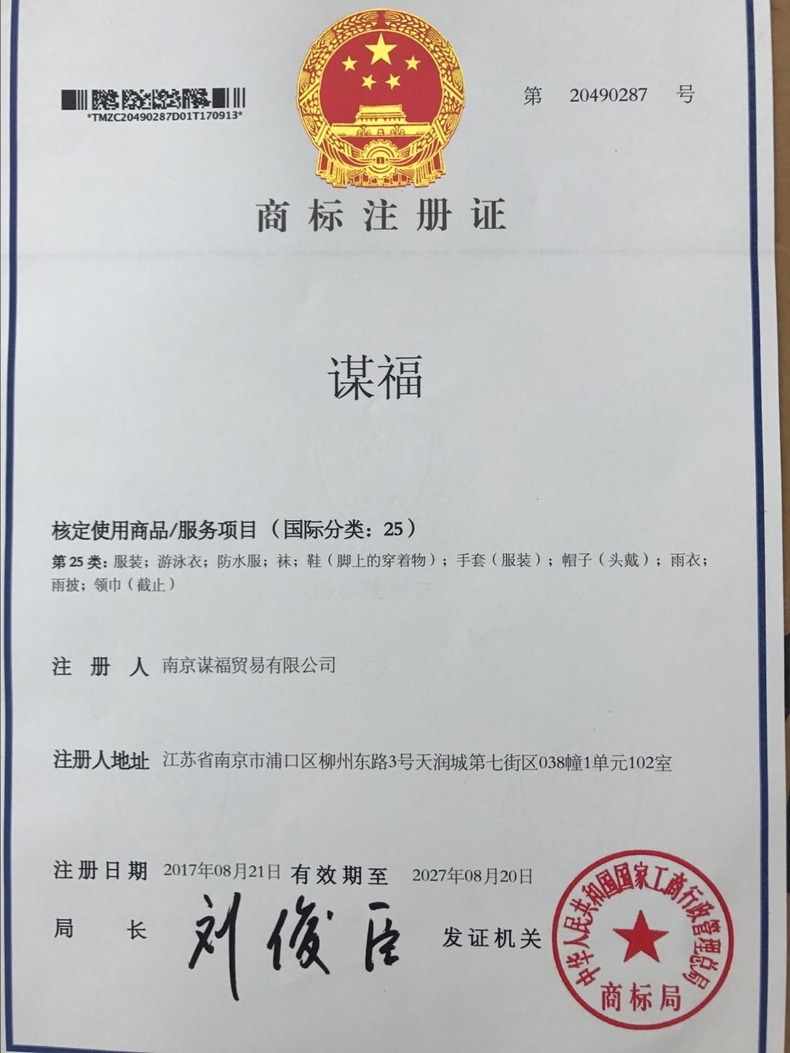 *TMZC20490287D01T170913*
第 20490287 号
商标注册证
谋福
核定使用商品/服务项目（国际分类：25）
第25类：服装；游泳衣；防水服；袜；鞋（脚上的穿着物）；手套（服装）；帽子（头戴）；雨衣；
雨披；领巾（截止）
注册人 南京谋福贸易有限公司
注册人地址 江苏省南京市浦口区柳州东路3号天润城第七街区038幢1单元102室
注册日期 2017年08月21日 有效期至 2027年08月20日
局长 刘俊臣 发证机关
中华人民共和国国家工商行政管理总局
商标局